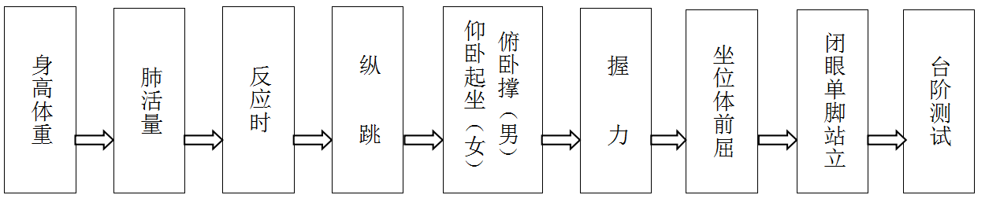 身高体重
肺活量
反应时
纵跳
俯卧撑（男）
仰卧起坐（女）
握力
坐位体前屈
闭眼单脚站立
台阶测试